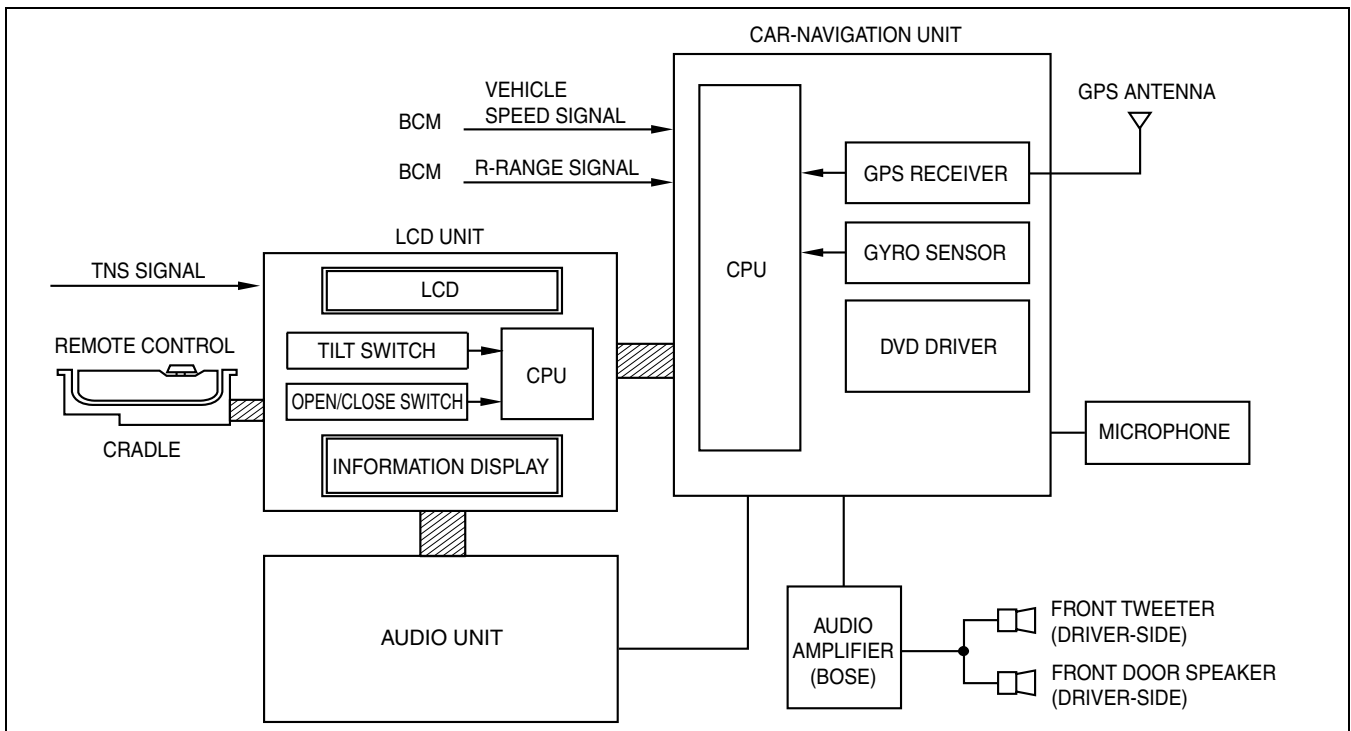 CAR-NAVIGATION UNIT
VEHICLE
SPEED SIGNAL
BCM
BCM
R-RANGE SIGNAL
GPS ANTENNA
GPS RECEIVER
GYRO SENSOR
CPU
DVD DRIVER
LCD UNIT
TNS SIGNAL
LCD
TILT SWITCH
CPU
OPEN/CLOSE SWITCH
INFORMATION DISPLAY
REMOTE CONTROL
CRADLE
MICROPHONE
AUDIO UNIT
AUDIO
AMPLIFIER
(BOSE)
FRONT TWEETER
(DRIVER-SIDE)
FRONT DOOR SPEAKER
(DRIVER-SIDE)